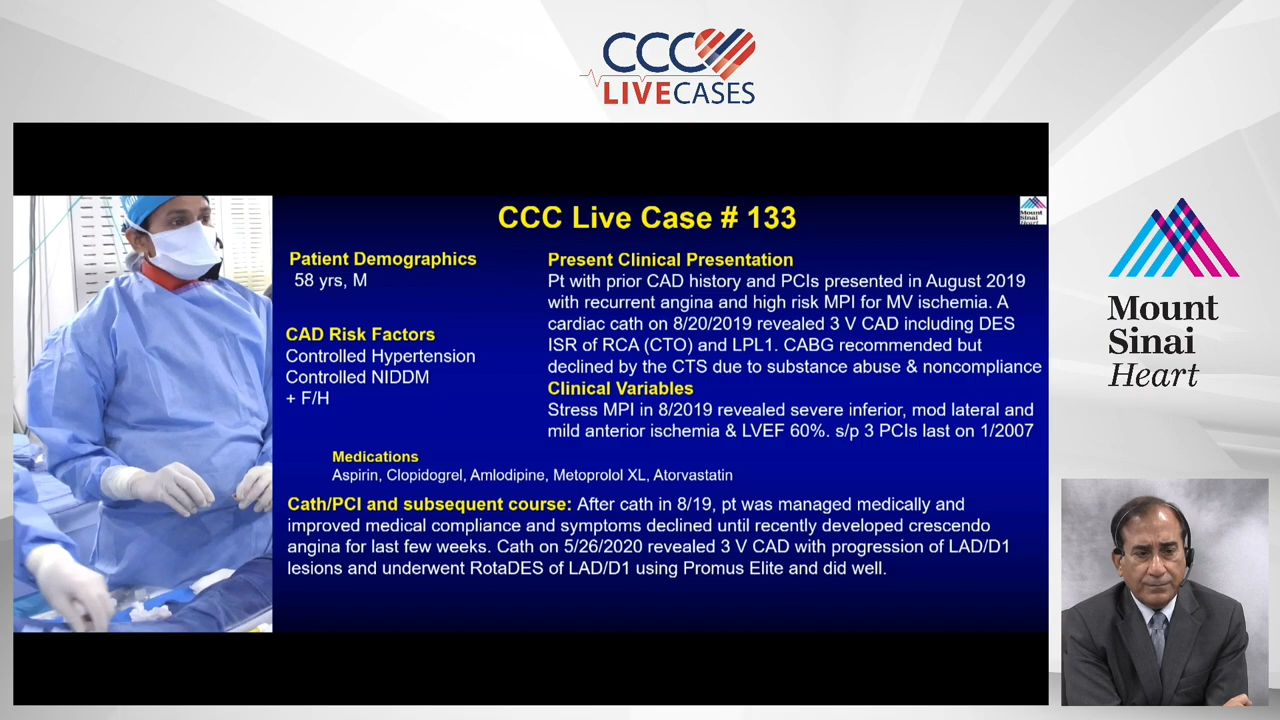 CCC
LIVECASES
CCC Live Case # 133
Mount
Sinai
Heart
Patient Demographics
58 yrs, M
CAD Risk Factors
Controlled Hypertension
Controlled NIDDM
+ F/H
Present Clinical Presentation
Pt with prior CAD history and PCIs presented in August 2019
with recurrent angina and high risk MPI for MV ischemia. A
cardiac cath on 8/20/2019 revealed 3 V CAD including DES
ISR of RCA (CTO) and LPL1. CABG recommended but
declined by the CTS due to substance abuse & noncompliance
Clinical Variables
Stress MPI in 8/2019 revealed severe inferior, mod lateral and
mild anterior ischemia & LVEF 60%. s/p 3 PCIs last on 1/2007
Medications
Aspirin, Clopidogrel, Amlodipine, Metoprolol XL, Atorvastatin
Cath/PCI and subsequent course: After cath in 8/19, pt was managed medically and
improved medical compliance and symptoms declined until recently developed crescendo
angina for last few weeks. Cath on 5/26/2020 revealed 3 V CAD with progression of LAD/D1
lesions and underwent RotaDES of LAD/D1 using Promus Elite and did well.
Mount
Sinai
Heart